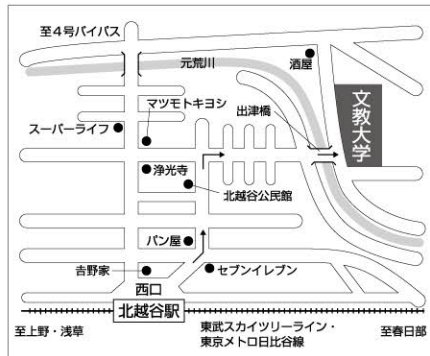 至4号バイパス
元荒川
酒屋
マツモトキヨシ
出津橋
文教大学
スーパーライフ
浄光寺
北越谷公民館
パン屋
吉野家
セブンイレブン
西口
北越谷駅
至上野・浅草
東武スカイツリーライン・
東京メトロ日比谷線
至春日部